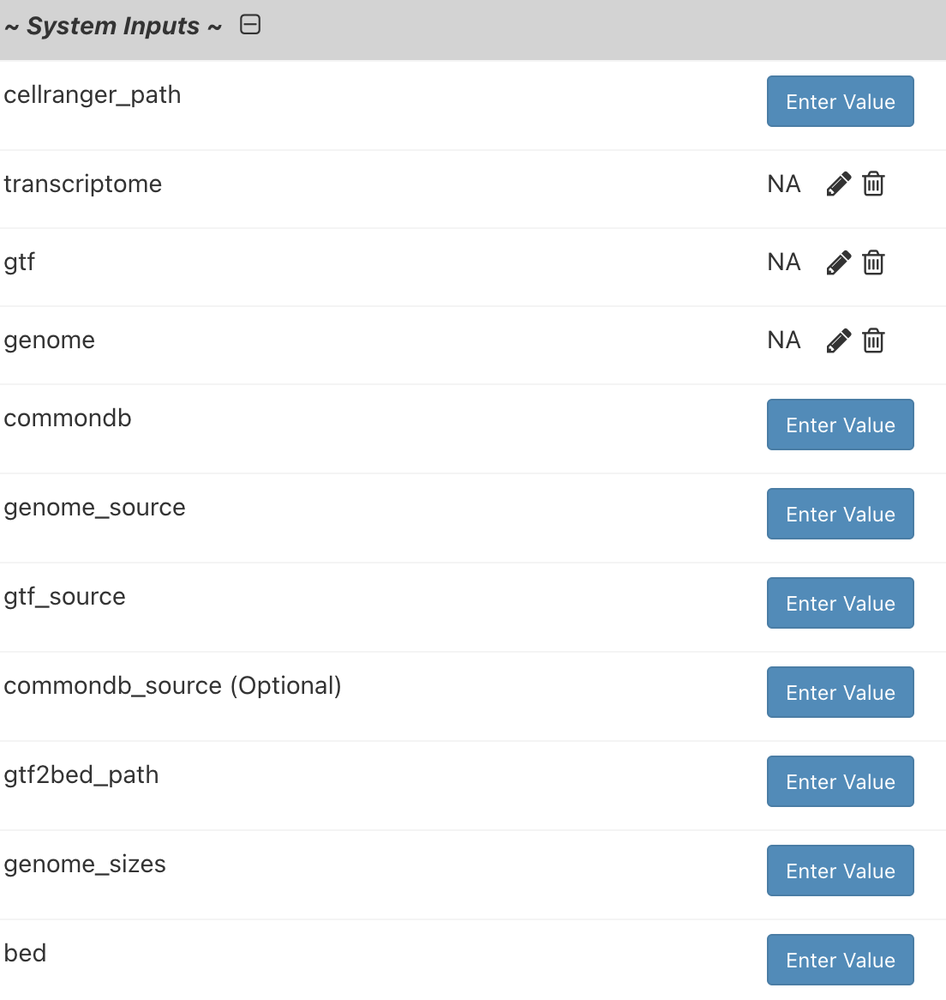 ~ System Inputs ~
cellranger_path Enter Value
transcriptome NA
gtf NA
genome NA
commondb Enter Value
genome_source Enter Value
gtf_source Enter Value
commondb_source (Optional) Enter Value
gtf2bed_path Enter Value
genome_sizes Enter Value
bed Enter Value